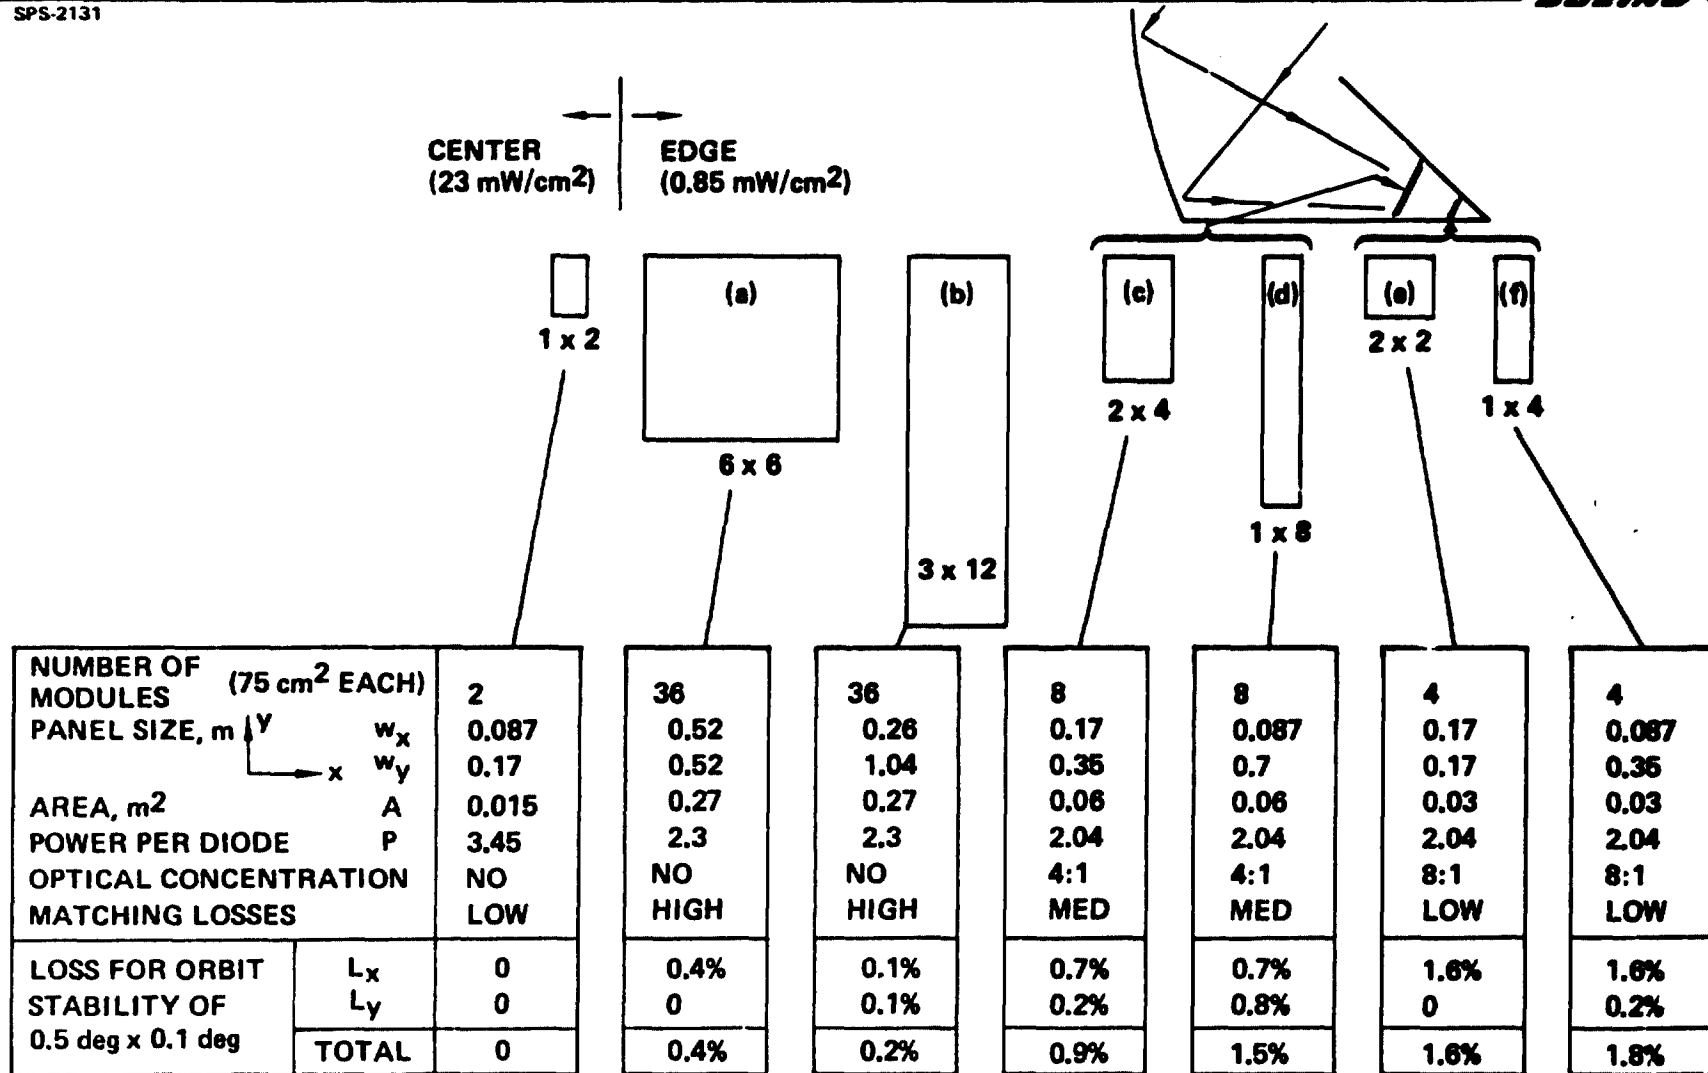 SPS-2131
CENTER
(23 mW/cm2)
EDGE
(0.85 mW/cm2)
(a)
(b)
(c)
(d)
(e)
(f)
1 x 2
2 x 2
2 x 4
1 x 4
6 x 6
1 x 8
3 x 12
NUMBER OF MODULES (75 cm2 EACH) 2 36 36 8 8 4 4
PANEL SIZE, m y x wx 0.087 0.52 0.26 0.17 0.087 0.17 0.087
wy 0.17 0.52 1.04 0.35 0.7 0.17 0.35
AREA, m2 A 0.015 0.27 0.27 0.06 0.06 0.03 0.03
POWER PER DIODE P 3.45 2.3 2.3 2.04 2.04 2.04 2.04
OPTICAL CONCENTRATION NO NO NO 4:1 4:1 8:1 8:1
MATCHING LOSSES LOW HIGH HIGH MED MED LOW LOW
LOSS FOR ORBIT Lx 0 0.4% 0.1% 0.7% 0.7% 1.6% 1.6%
STABILITY OF Ly 0 0 0.1% 0.2% 0.8% 0 0.2%
0.5 deg x 0.1 deg TOTAL 0 0.4% 0.2% 0.9% 1.5% 1.6% 1.8%